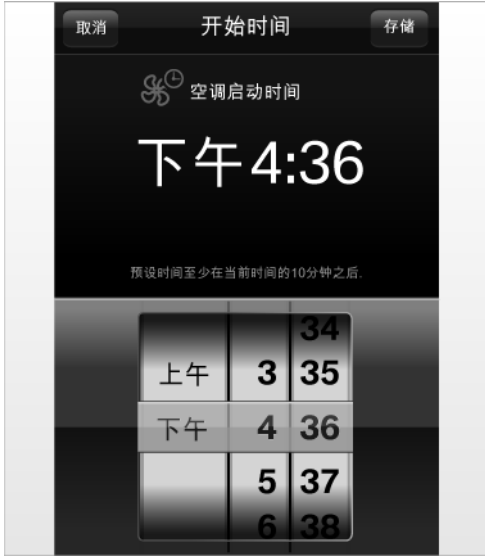 取消 开始时间 存储
空调启动时间
下午4:36
预设时间至少在当前时间的10分钟之后.
34
上午 3 35
下午 4 36
5 37
6 38